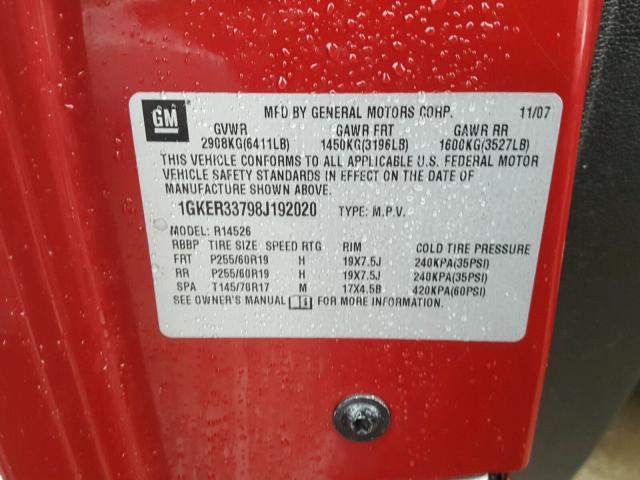 GM
MFD BY GENERAL MOTORS CORP. 11/07
GVWR GAWR FRT GAWR RR
2908KG(6411LB) 1450KG(3196LB) 1600KG(3527LB)
THIS VEHICLE CONFORMS TO ALL APPLICABLE U.S. FEDERAL MOTOR
VEHICLE SAFETY STANDARDS IN EFFECT ON THE DATE OF
MANUFACTURE SHOWN ABOVE.
1GKER33798J192020 TYPE: M.P.V.
MODEL: R14526
RBBP TIRE SIZE SPEED RTG RIM COLD TIRE PRESSURE
FRT P255/60R19 H 19X7.5J 240KPA(35PSI)
RR P255/60R19 H 19X7.5J 240KPA(35PSI)
SPA T145/70R17 M 17X4.5B 420KPA(60PSI)
SEE OWNER'S MANUAL FOR MORE INFORMATION.